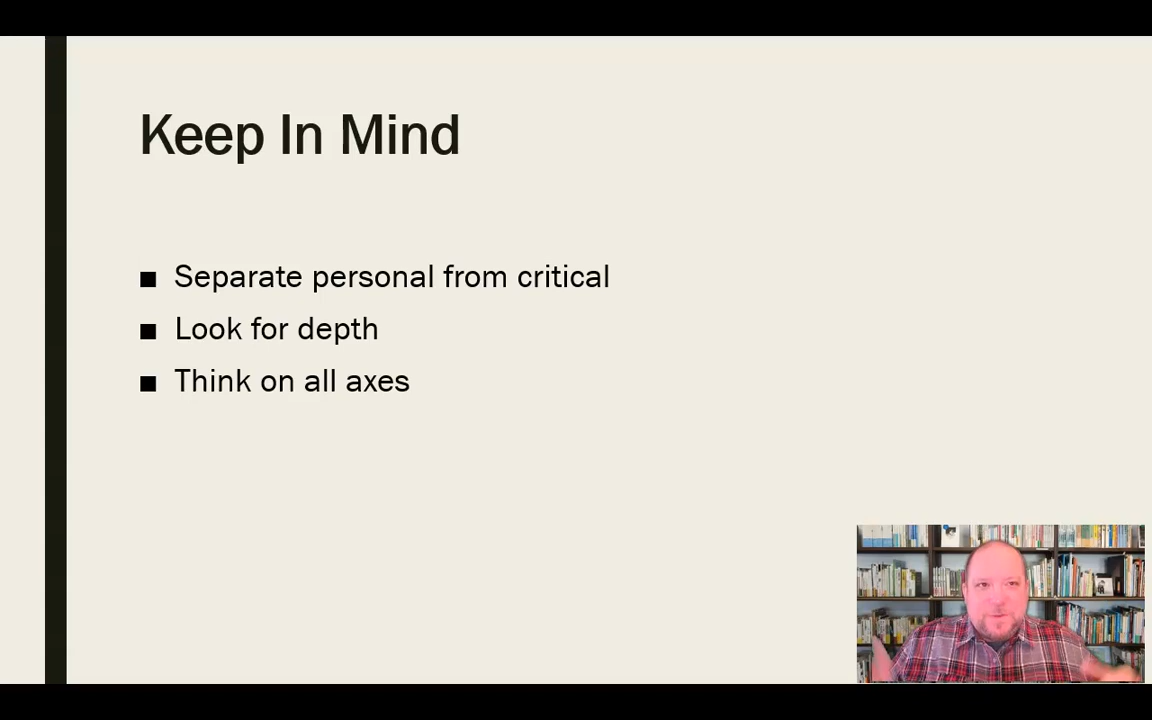 Keep In Mind
Separate personal from critical
Look for depth
Think on all axes